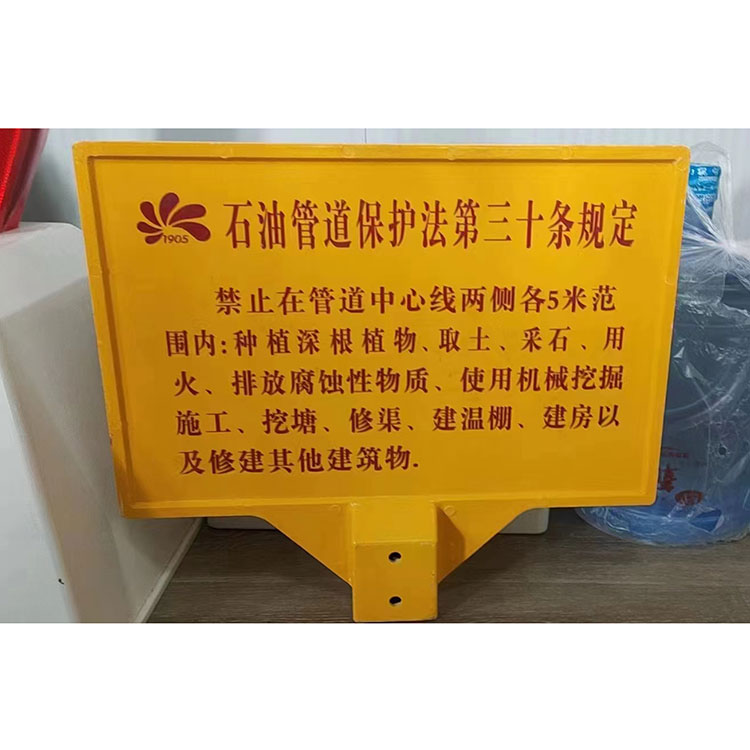 1905
石油管道保护法第三十条规定
禁止在管道中心线两侧各5米范
围内:种植深根植物、取土、采石、用
火、排放腐蚀性物质、使用机械挖掘
施工、挖塘、修渠、建温棚、建房以
及修建其他建筑物.